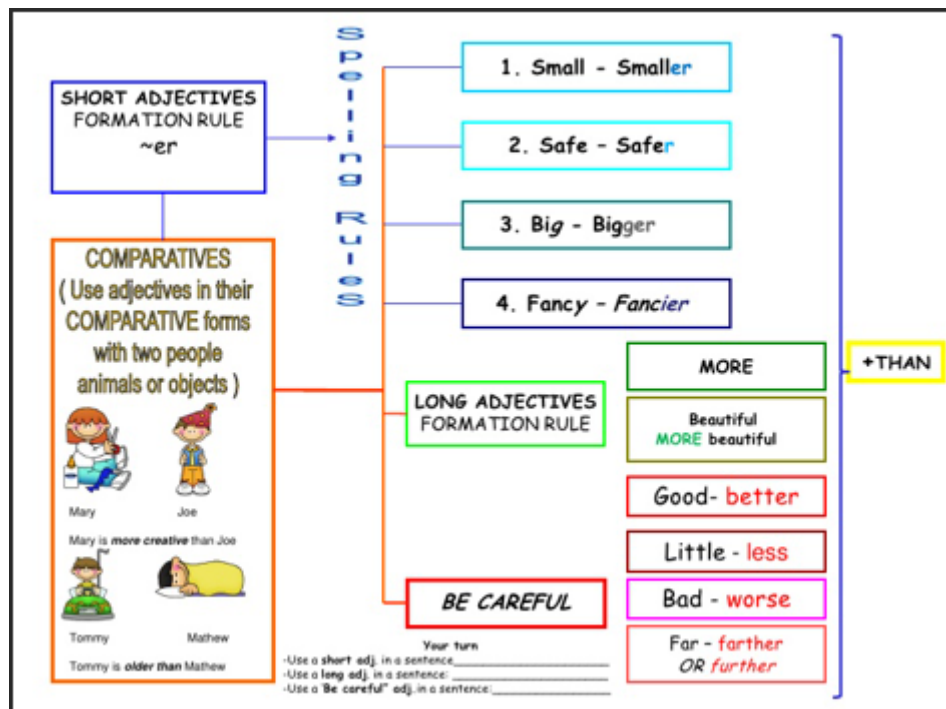 SHORT ADJECTIVES
FORMATION RULE
~er
Spelling Rules
1. Small - Smaller
2. Safe - Safer
3. Big - Bigger
4. Fancy - Fancier
COMPARATIVES
( Use adjectives in their
COMPARATIVE forms
with two people
animals or objects )
Mary
Joe
Mary is more creative than Joe
Tommy
Mathew
Tommy is older than Mathew
LONG ADJECTIVES
FORMATION RULE
MORE
Beautiful
MORE beautiful
+THAN
BE CAREFUL
Good- better
Little - less
Bad - worse
Far - farther
OR further
Your turn
-Use a short adj. in a sentence____________________
-Use a long adj. in a sentence: ____________________
-Use a "Be careful" adj. in a sentence:____________________